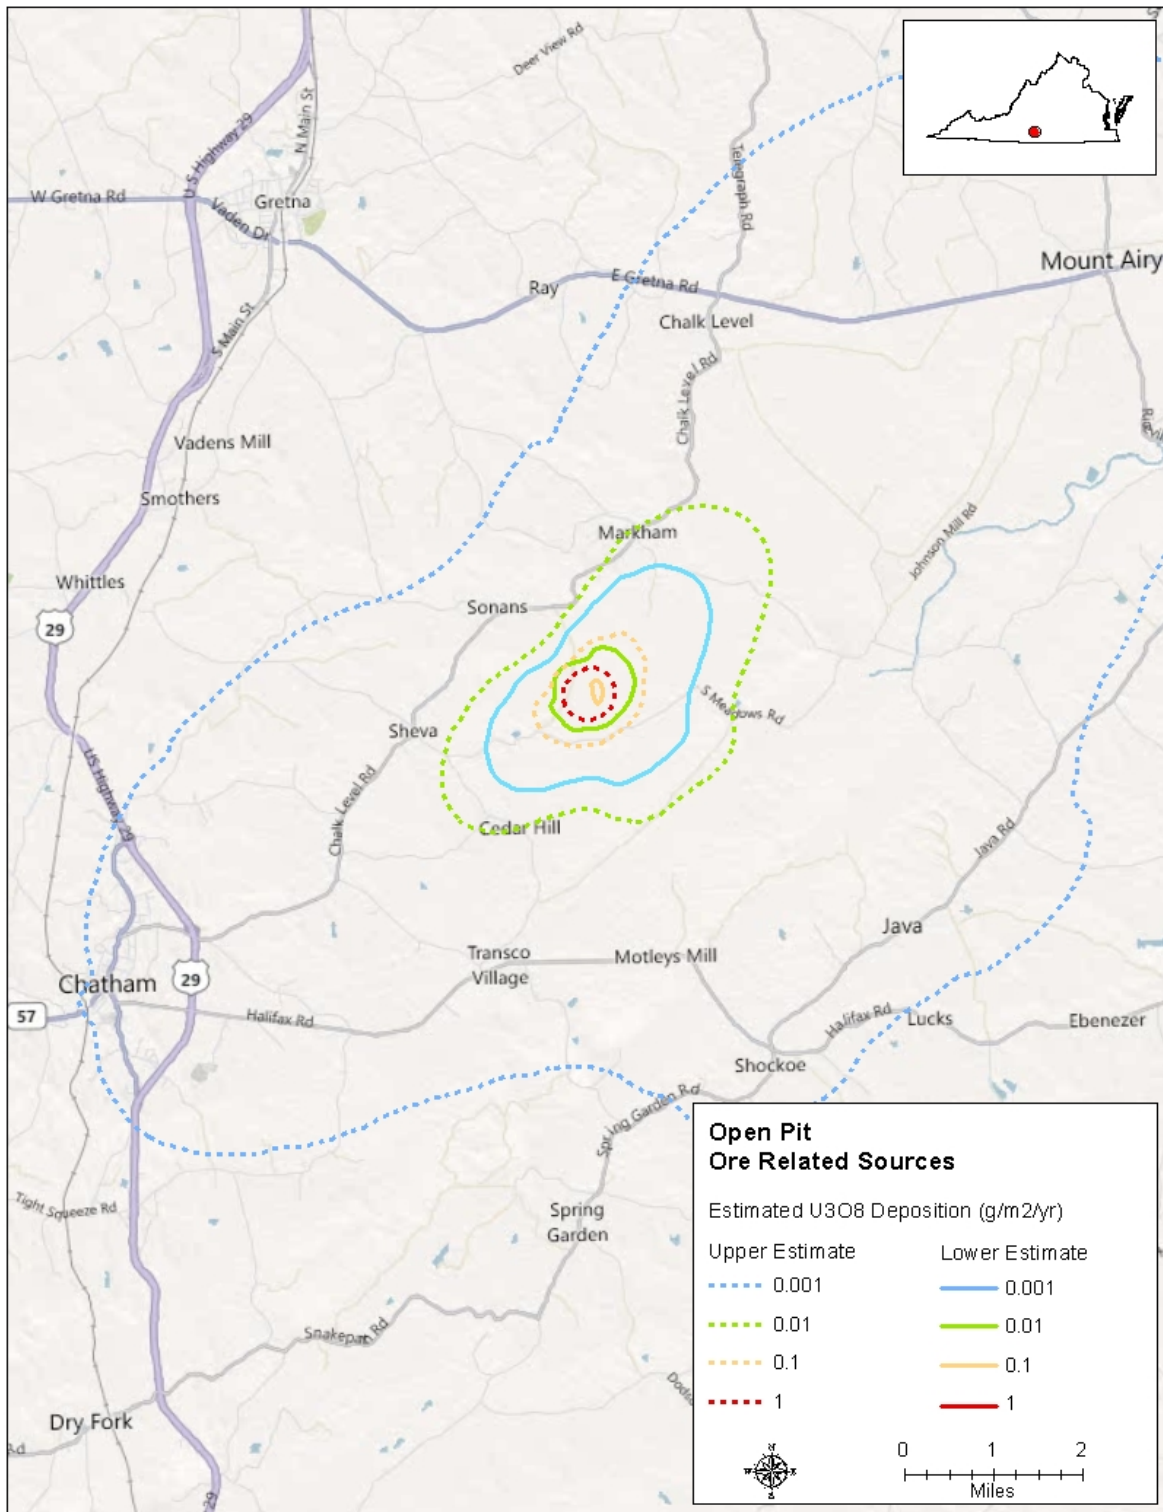 Deer View Rd
U S Highway 29
N Main St
Telegraph Rd
W Gretna Rd
Gretna
Vaden Dr
Mount Airy
Ray
E Gretna Rd
Chalk Level
S Main St
Chalk Level Rd
Vadens Mill
Smothers
Johnson Mill Rd
Markham
Whittles
Sonans
29
S Meadows Rd
Sheva
US Highway 29
Chalk Level Rd
Cedar Hill
Java Rd
Java
Transco
Village
Motleys Mill
Chatham
29
57
Halifax Rd
Halifax Rd
Lucks
Ebenezer
Shockoe
Spring Garden Rd
Tight Squeeze Rd
Spring
Garden
Snakepath Rd
Dry Fork
Rd
29
Open Pit
Ore Related Sources
Estimated U3O8 Deposition (g/m2/yr)
Upper Estimate Lower Estimate
0.001 0.001
0.01 0.01
0.1 0.1
1 1
N
W E
S
0 1 2
Miles